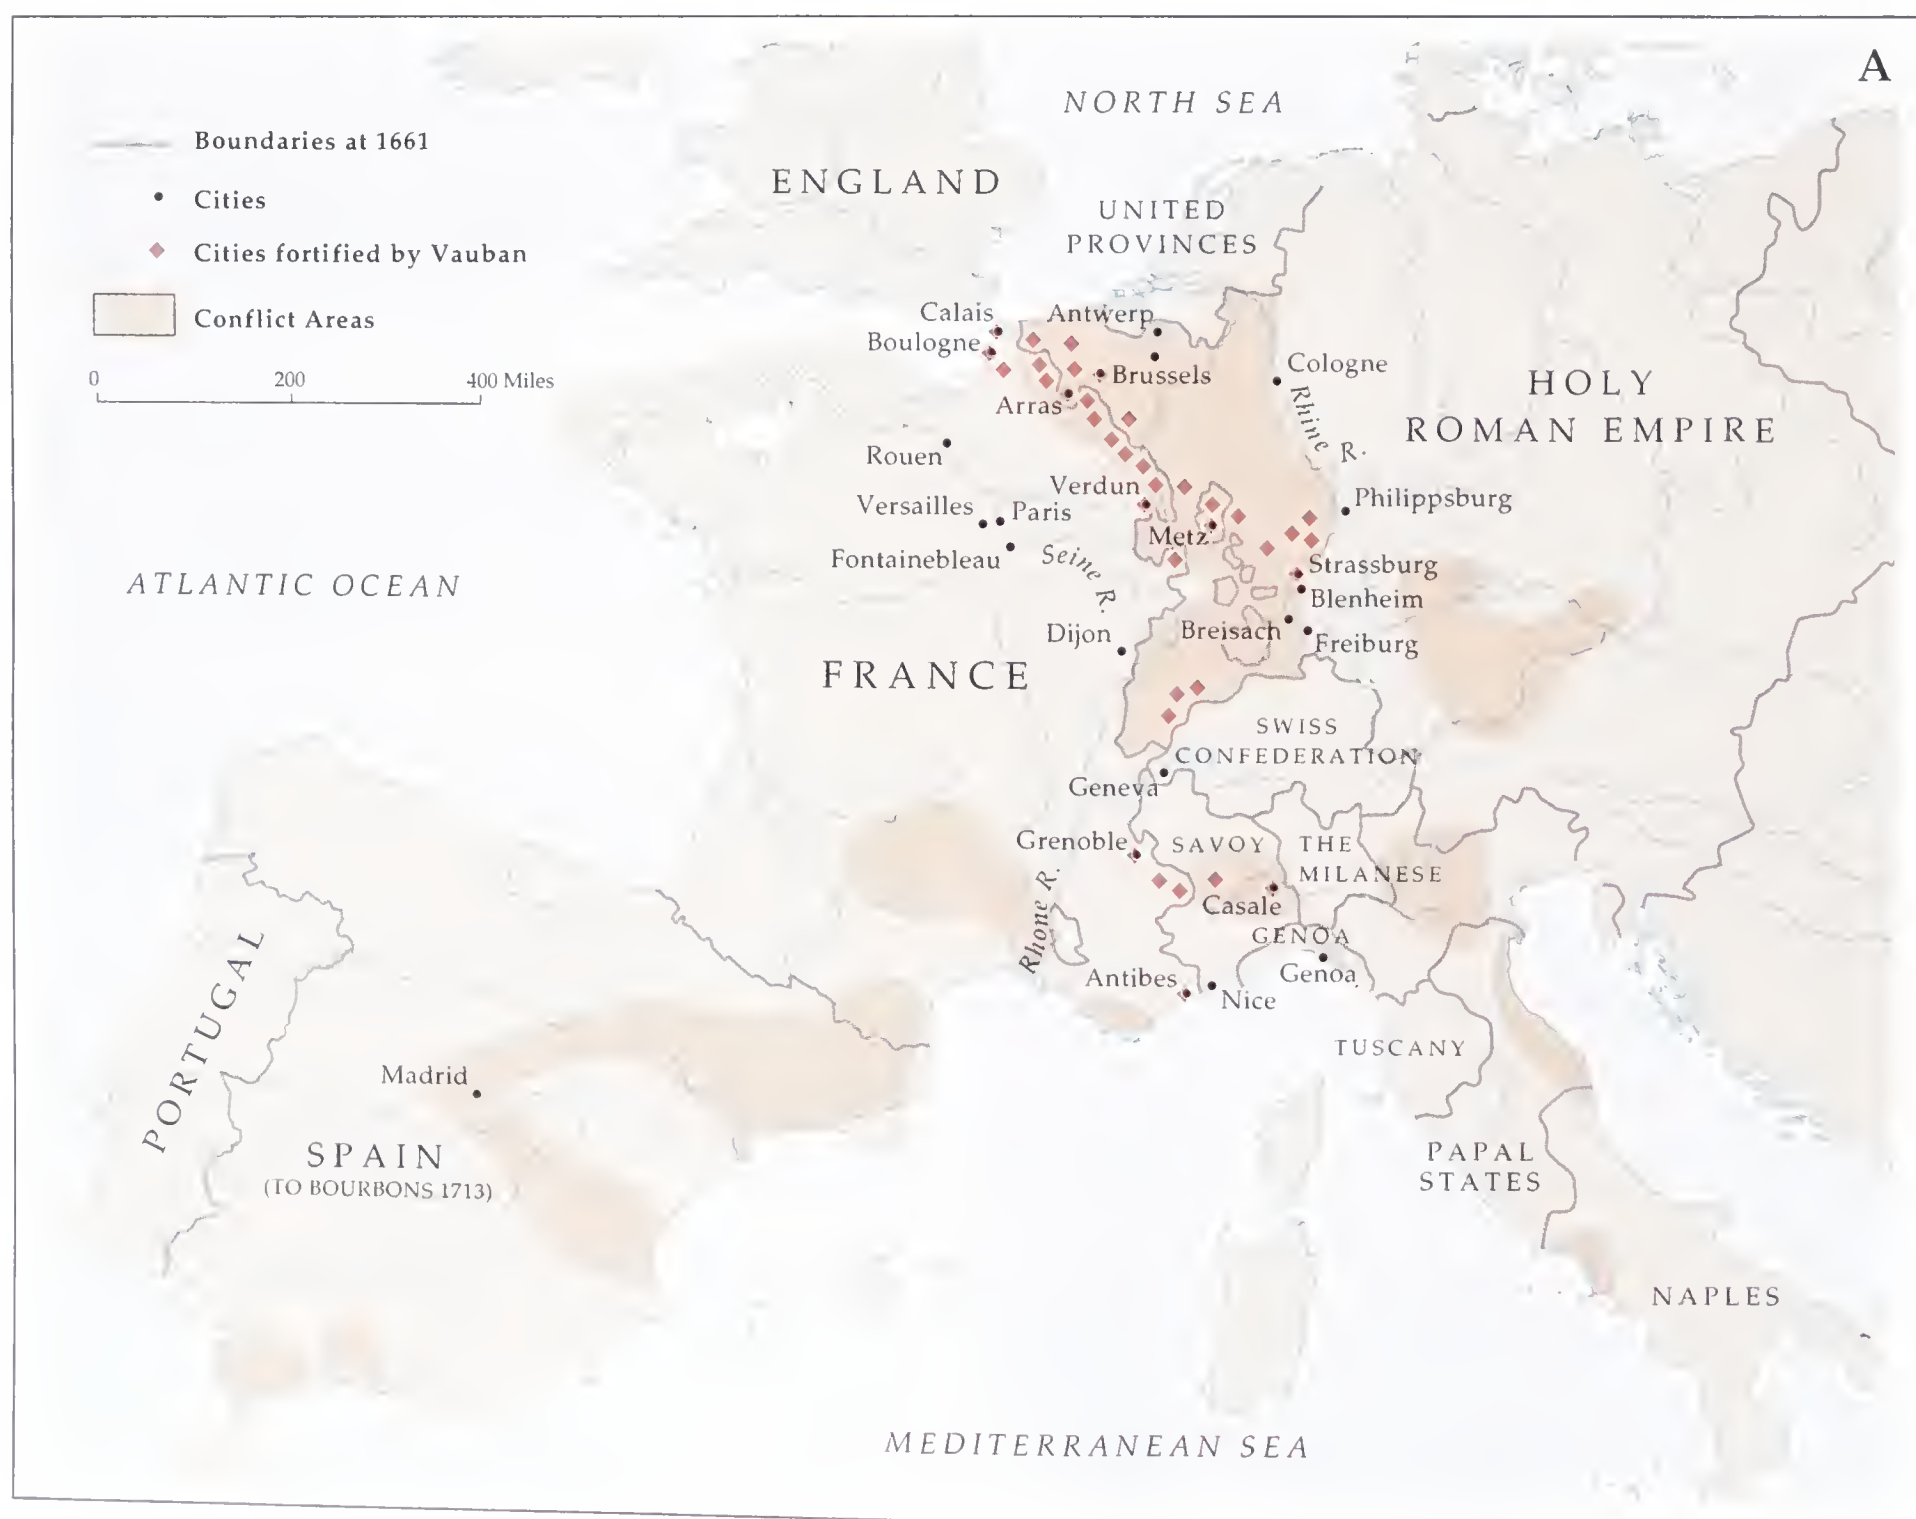 A
Boundaries at 1661
Cities
Cities fortified by Vauban
Conflict Areas
0 200 400 Miles
NORTH SEA
ENGLAND
UNITED
PROVINCES
Calais
Antwerp
Boulogne
Brussels
Cologne
Arras
Rhine R.
HOLY
ROMAN EMPIRE
Rouen
Verdun
Versailles
Paris
Philippsburg
Metz
Fontainebleau
Seine R.
Strassburg
ATLANTIC OCEAN
Blenheim
Dijon
Breisach
Freiburg
FRANCE
SWISS
CONFEDERATION
Geneva
Grenoble
SAVOY
THE
MILANESE
Rhone R.
Casale
GENOA
Genoa
Antibes
Nice
PORTUGAL
TUSCANY
Madrid
SPAIN
(TO BOURBONS 1713)
PAPAL
STATES
NAPLES
MEDITERRANEAN SEA